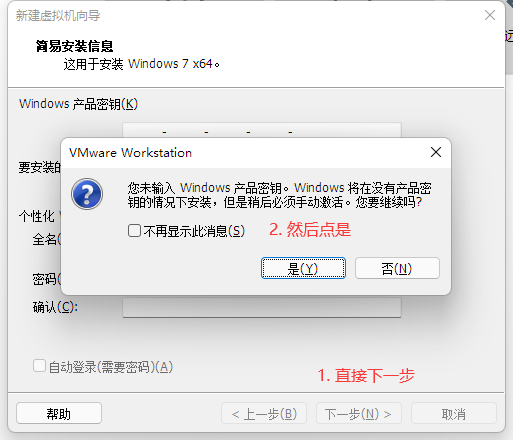 新建虚拟机向导
简易安装信息
这用于安装 Windows 7 x64。
Windows 产品密钥(K)
- - - -
要安装的
个性化 W
全名(
密码(
确认(C):
VMware Workstation
您未输入 Windows 产品密钥。Windows 将在没有产品密
钥的情况下安装，但是稍后必须手动激活。您要继续吗?
不再显示此消息(S)
2. 然后点是
是(Y)
否(N)
自动登录(需要密码)(A)
1. 直接下一步
帮助
< 上一步(B)
下一步(N) >
取消
远